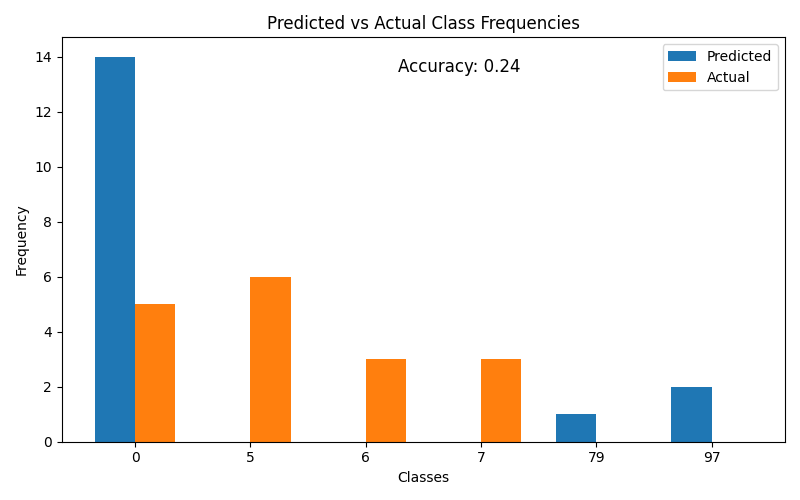 Predicted vs Actual Class Frequencies
Accuracy: 0.24
Predicted
Actual
Frequency
14
12
10
8
6
4
2
0
0 5 6 7 79 97
Classes